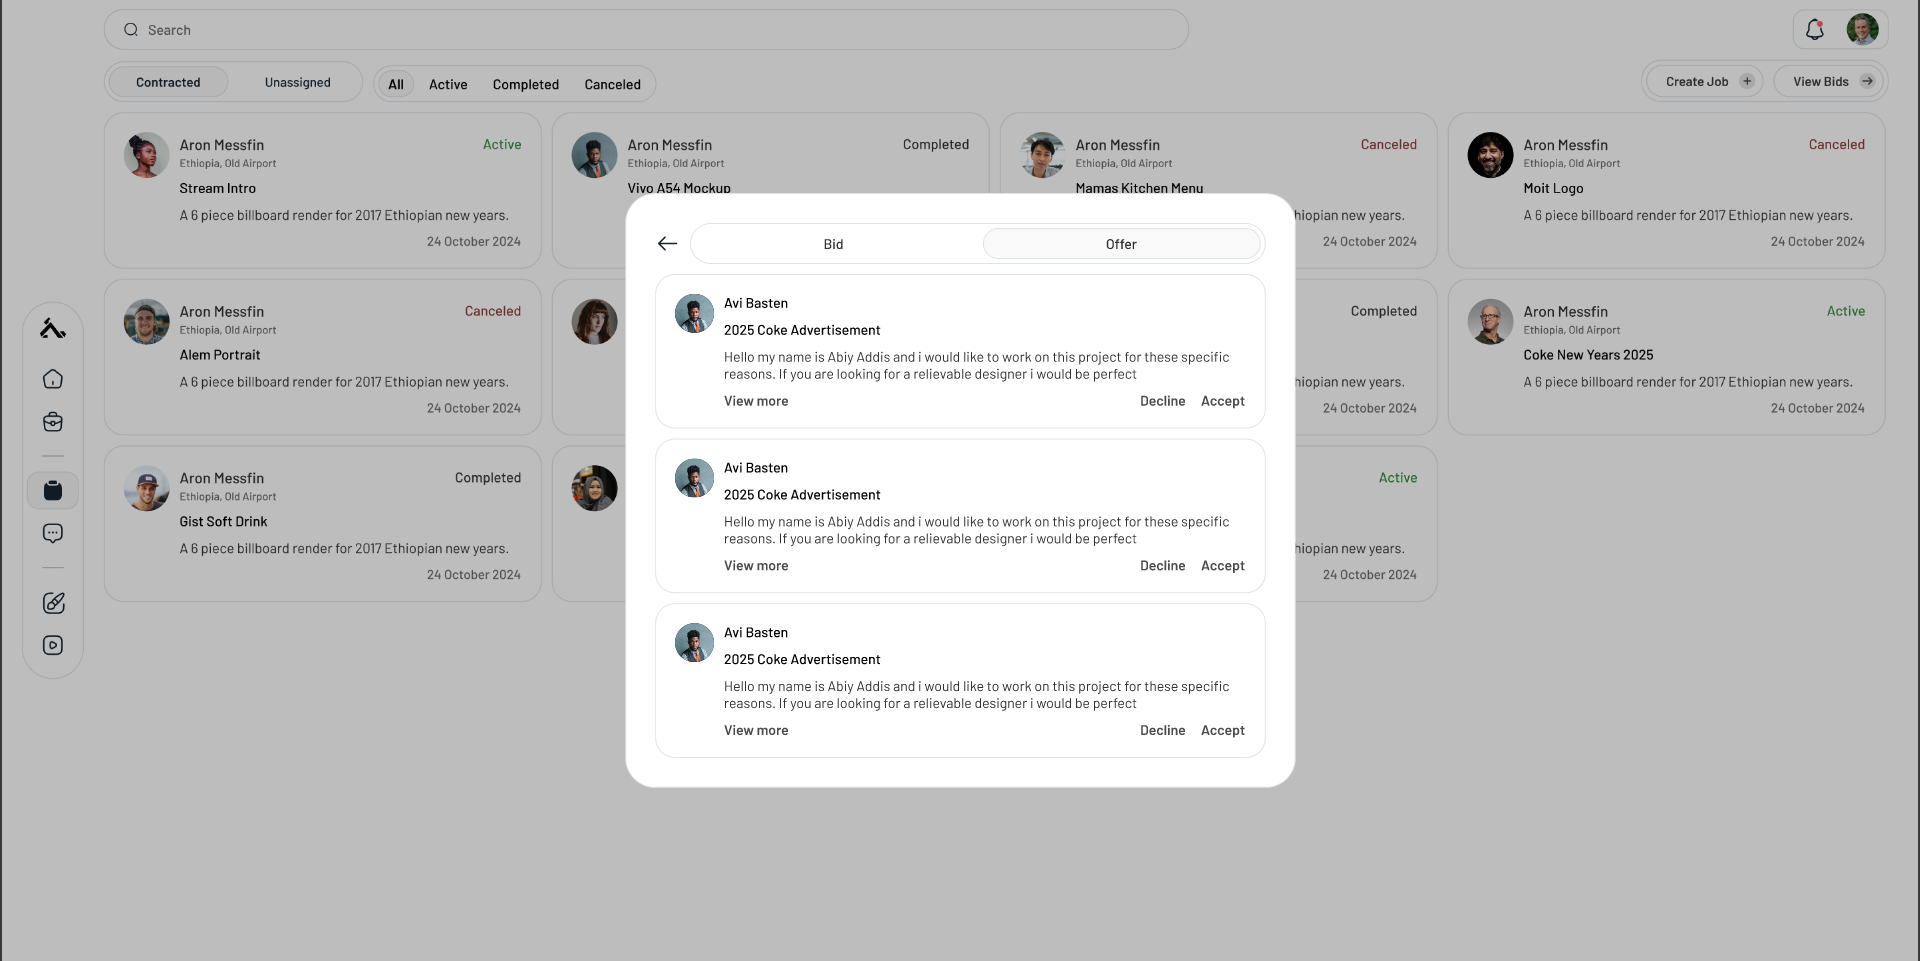 Search
Contracted
Unassigned
All
Active
Completed
Canceled
Create Job
View Bids
Aron Messfin
Active
Ethiopia, Old Airport
Stream Intro
A 6 piece billboard render for 2017 Ethiopian new years.
24 October 2024
Aron Messfin
Completed
Ethiopia, Old Airport
Vivo A54 Mockup
Aron Messfin
Canceled
Ethiopia, Old Airport
Mamas Kitchen Menu
hiopian new years.
24 October 2024
Aron Messfin
Canceled
Ethiopia, Old Airport
Moit Logo
A 6 piece billboard render for 2017 Ethiopian new years.
24 October 2024
Bid
Offer
Avi Basten
2025 Coke Advertisement
Hello my name is Abiy Addis and i would like to work on this project for these specific
reasons. If you are looking for a relievable designer i would be perfect
View more
Decline
Accept
Avi Basten
2025 Coke Advertisement
Hello my name is Abiy Addis and i would like to work on this project for these specific
reasons. If you are looking for a relievable designer i would be perfect
View more
Decline
Accept
Avi Basten
2025 Coke Advertisement
Hello my name is Abiy Addis and i would like to work on this project for these specific
reasons. If you are looking for a relievable designer i would be perfect
View more
Decline
Accept
Aron Messfin
Canceled
Ethiopia, Old Airport
Alem Portrait
A 6 piece billboard render for 2017 Ethiopian new years.
24 October 2024
Completed
hiopian new years.
24 October 2024
Aron Messfin
Active
Ethiopia, Old Airport
Coke New Years 2025
A 6 piece billboard render for 2017 Ethiopian new years.
24 October 2024
Aron Messfin
Completed
Ethiopia, Old Airport
Gist Soft Drink
A 6 piece billboard render for 2017 Ethiopian new years.
24 October 2024
Active
hiopian new years.
24 October 2024